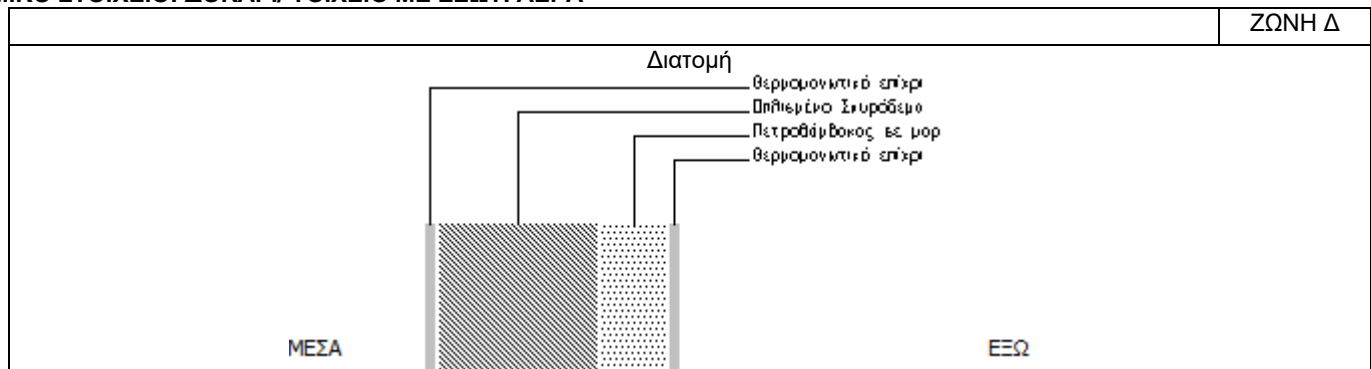 ΖΩΝΗ Δ
Διατομή
Θερμομονωτικό επίχρι
Οπλισμένο Σκυρόδεμα
Πετροβάμβακας σε μορ
Θερμομονωτικό επίχρι
ΜΕΣΑ
ΕΞΩ